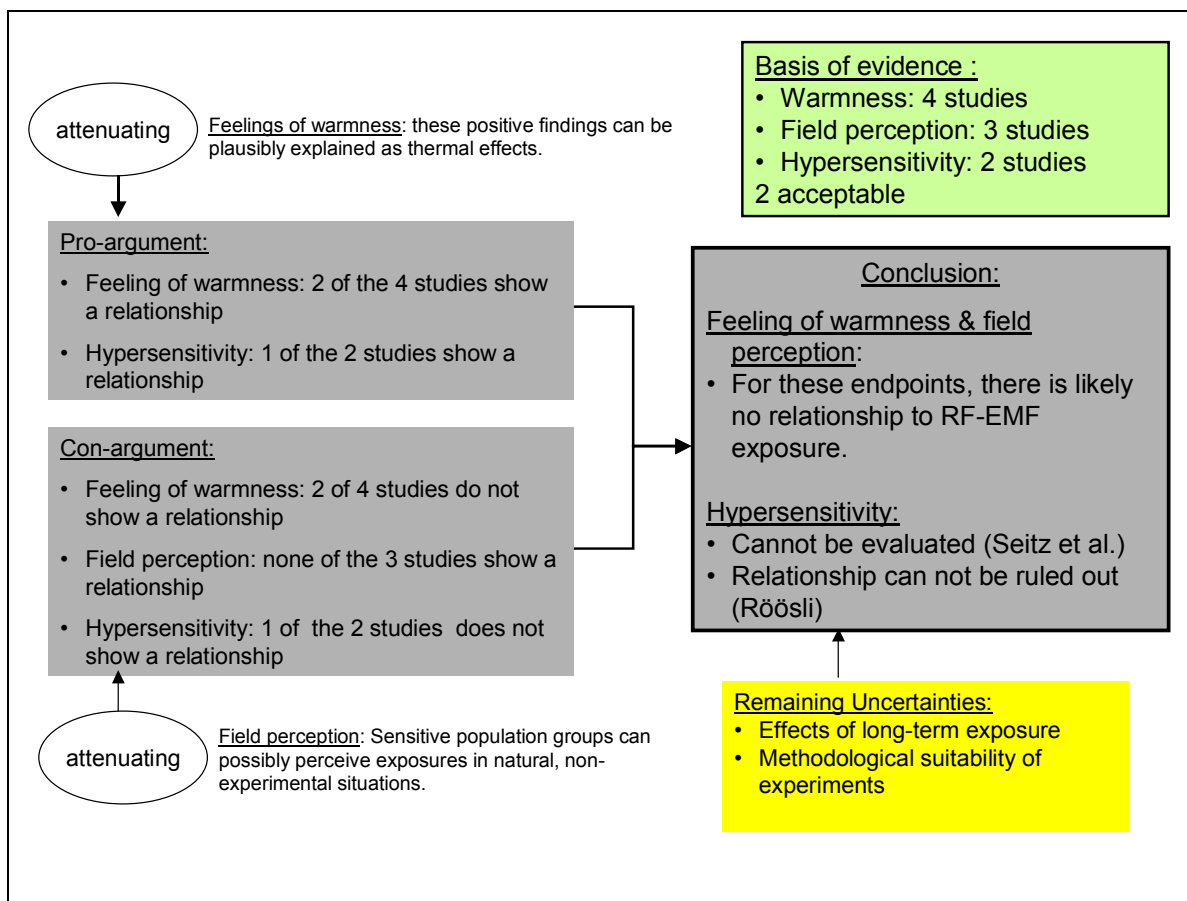 Basis of evidence :
• Warmness: 4 studies
• Field perception: 3 studies
• Hypersensitivity: 2 studies
2 acceptable
attenuating
Feelings of warmness: these positive findings can be
plausibly explained as thermal effects.
Pro-argument:
• Feeling of warmness: 2 of the 4 studies show
a relationship
• Hypersensitivity: 1 of the 2 studies show a
relationship
Con-argument:
• Feeling of warmness: 2 of 4 studies do not
show a relationship
• Field perception: none of the 3 studies show a
relationship
• Hypersensitivity: 1 of the 2 studies does not
show a relationship
attenuating
Field perception: Sensitive population groups can
possibly perceive exposures in natural, non-
experimental situations.
Conclusion:
Feeling of warmness & field
perception:
• For these endpoints, there is likely
no relationship to RF-EMF
exposure.
Hypersensitivity:
• Cannot be evaluated (Seitz et al.)
• Relationship can not be ruled out
(Röösli)
Remaining Uncertainties:
• Effects of long-term exposure
• Methodological suitability of
experiments